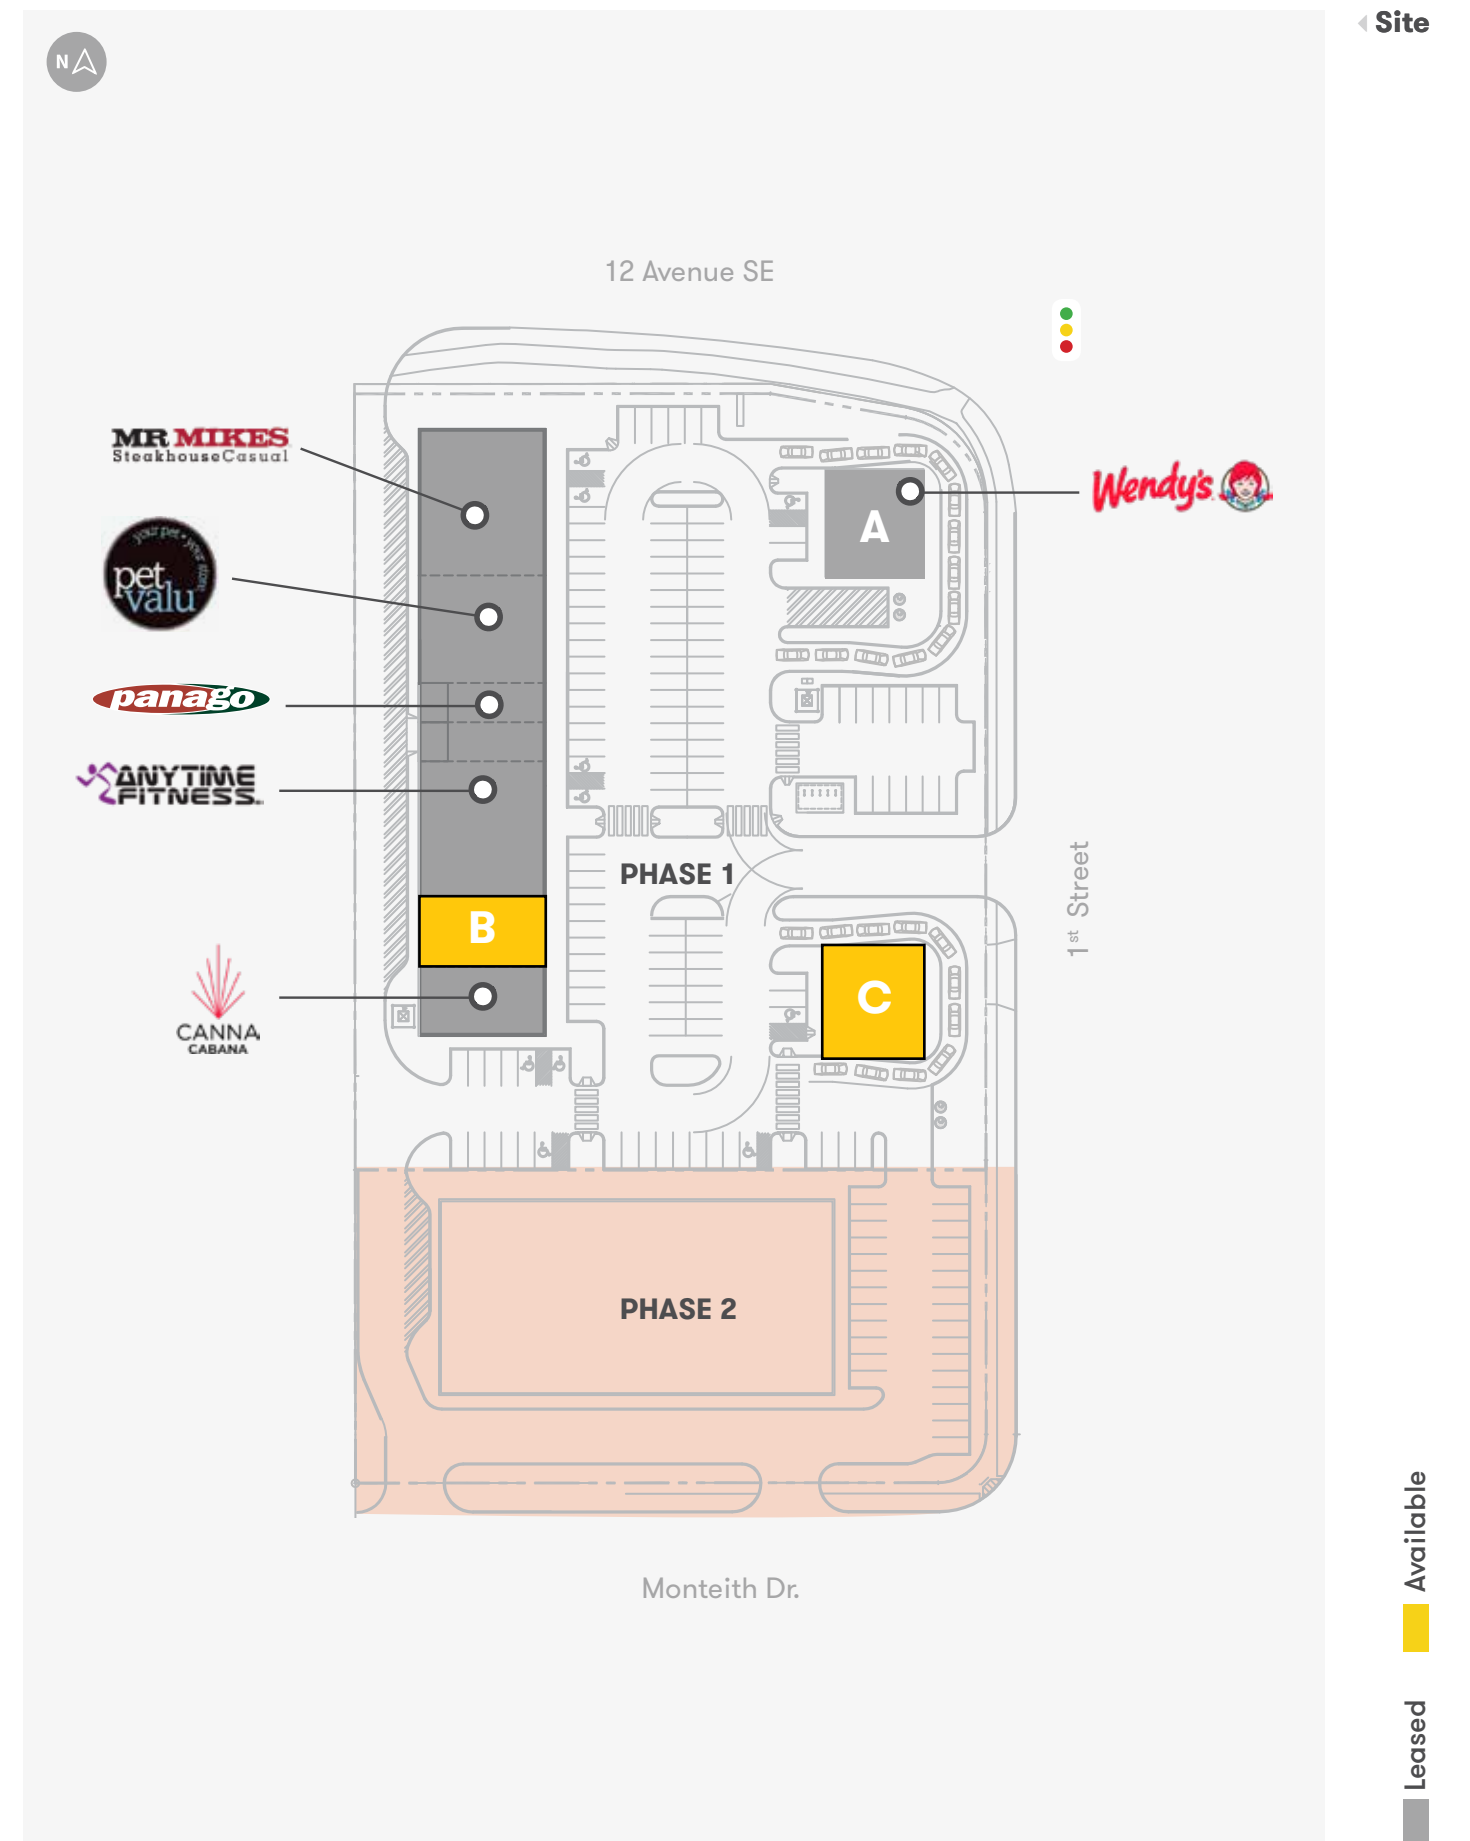 Site
N
12 Avenue SE
MR MIKES
SteakhouseCasual
your pet • your store
pet
valu
panago
ANYTIME
FITNESS
CANNA
CABANA
Wendy's
A
B
C
PHASE 1
PHASE 2
1st Street
Monteith Dr.
Available
Leased